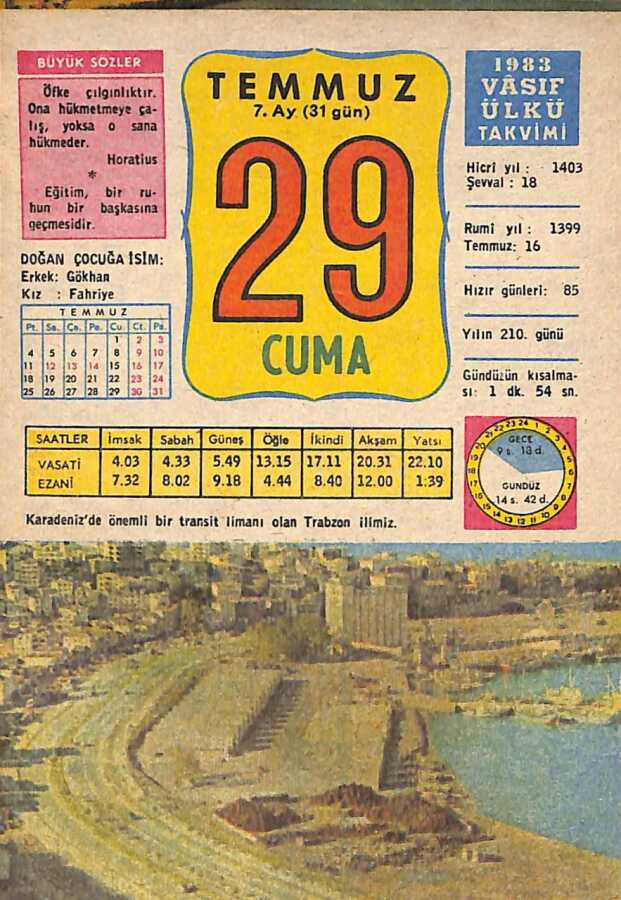 BÜYÜK SÖZLER
Öfke çılgınlıktır.
Ona hükmetmeye ça-
lış, yoksa o sana
hükmeder.
Horatius
*
Eğitim, bir ru-
hun bir başkasına
geçmesidir.
DOĞAN ÇOCUĞA İSİM:
Erkek: Gökhan
Kız : Fahriye
TEMMUZ
Pt. Sa. Ça. Pe. Cu. Ct. Pa.
1 2 3
4 5 6 7 8 9 10
11 12 13 14 15 16 17
18 19 20 21 22 23 24
25 26 27 28 29 30 31
TEMMUZ
7. Ay (31 gün)
29
CUMA
1983
VÂSIF
ÜLKÜ
TAKVİMİ
Hicrî yıl : 1403
Şevval : 18
Rumî yıl : 1399
Temmuz: 16
Hızır günleri: 85
Yılın 210. günü
Gündüzün kısalma-
sı: 1 dk. 54 sn.
SAATLER İmsak Sabah Güneş Öğle İkindi Akşam Yatsı
VASATİ 4.03 4.33 5.49 13.15 17.11 20.31 22.10
EZANİ 7.32 8.02 9.18 4.44 8.40 12.00 1:39
GECE
9 s. 18 d.
GÜNDÜZ
14 s. 42 d.
Karadeniz'de önemli bir transit limanı olan Trabzon ilimiz.